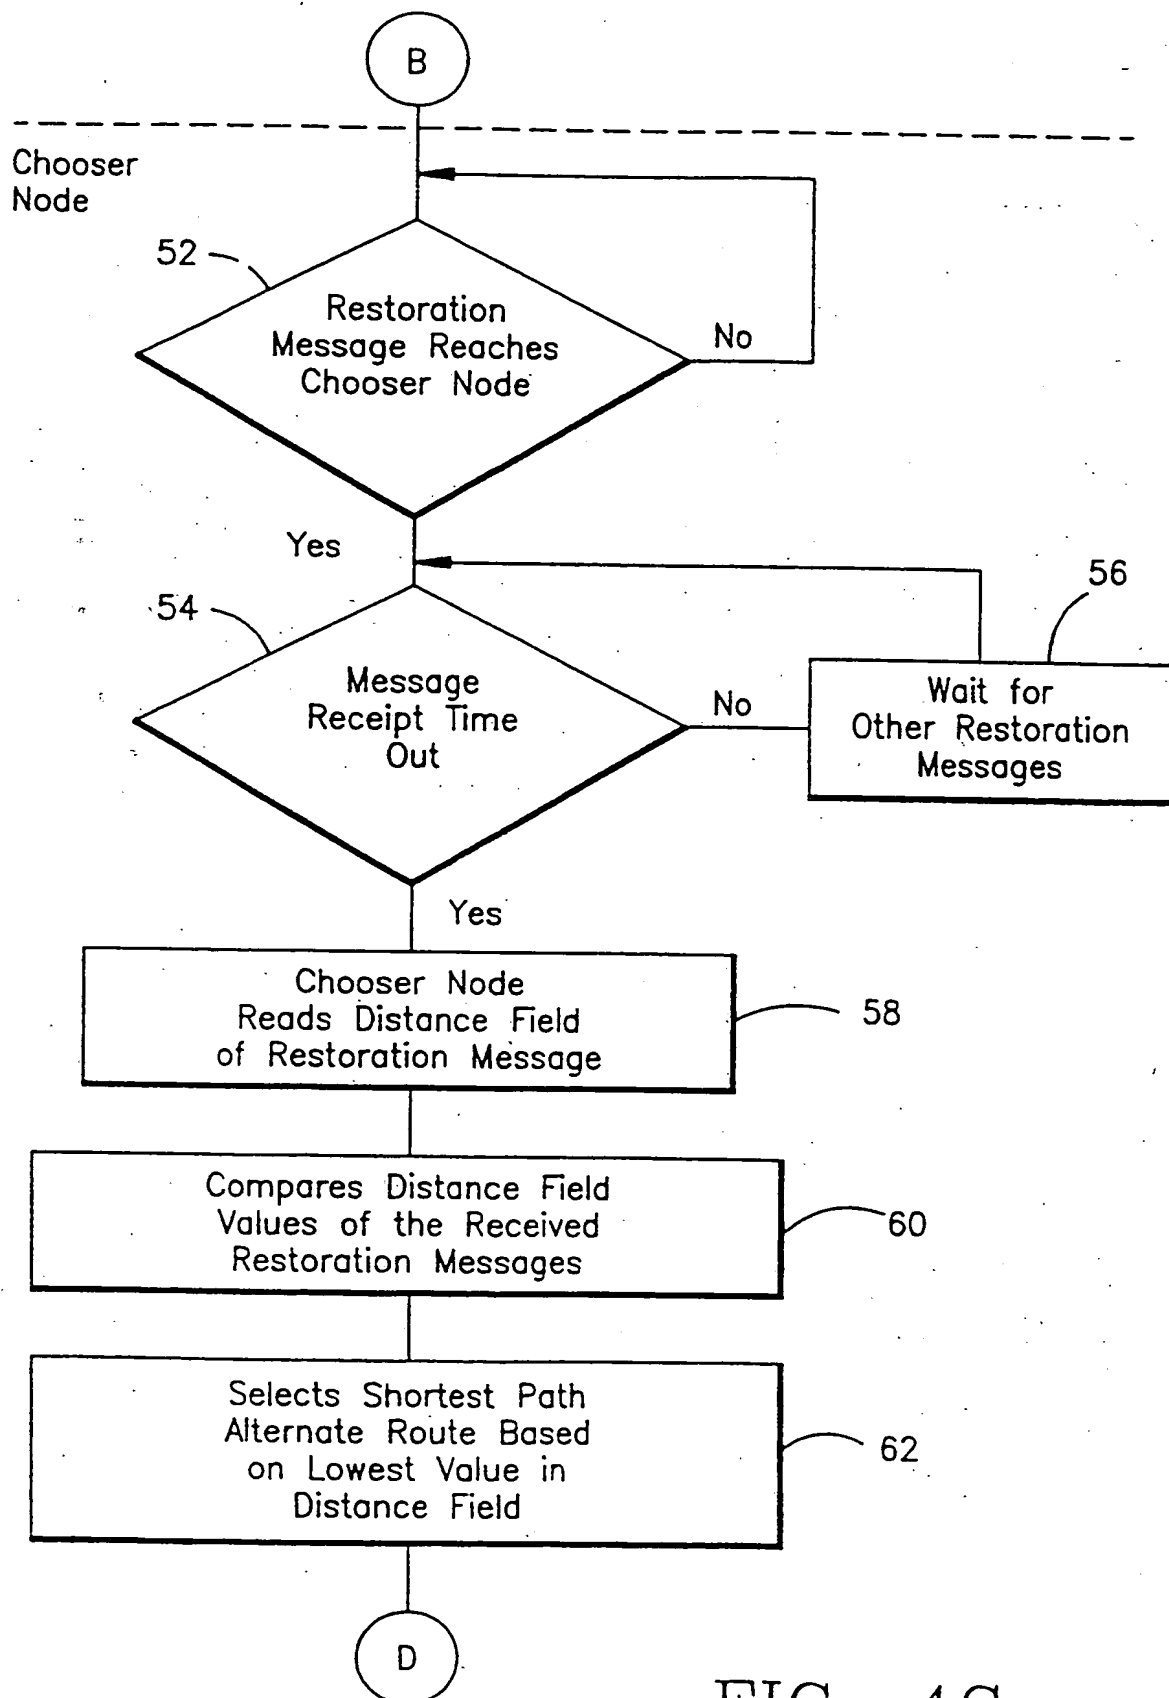 B
Chooser
Node
52
Restoration
Message Reaches
Chooser Node
No
Yes
54
56
Message
Receipt Time
Out
No
Wait for
Other Restoration
Messages
Yes
Chooser Node
Reads Distance Field
of Restoration Message
58
Compares Distance Field
Values of the Received
Restoration Messages
60
Selects Shortest Path
Alternate Route Based
on Lowest Value in
Distance Field
62
D